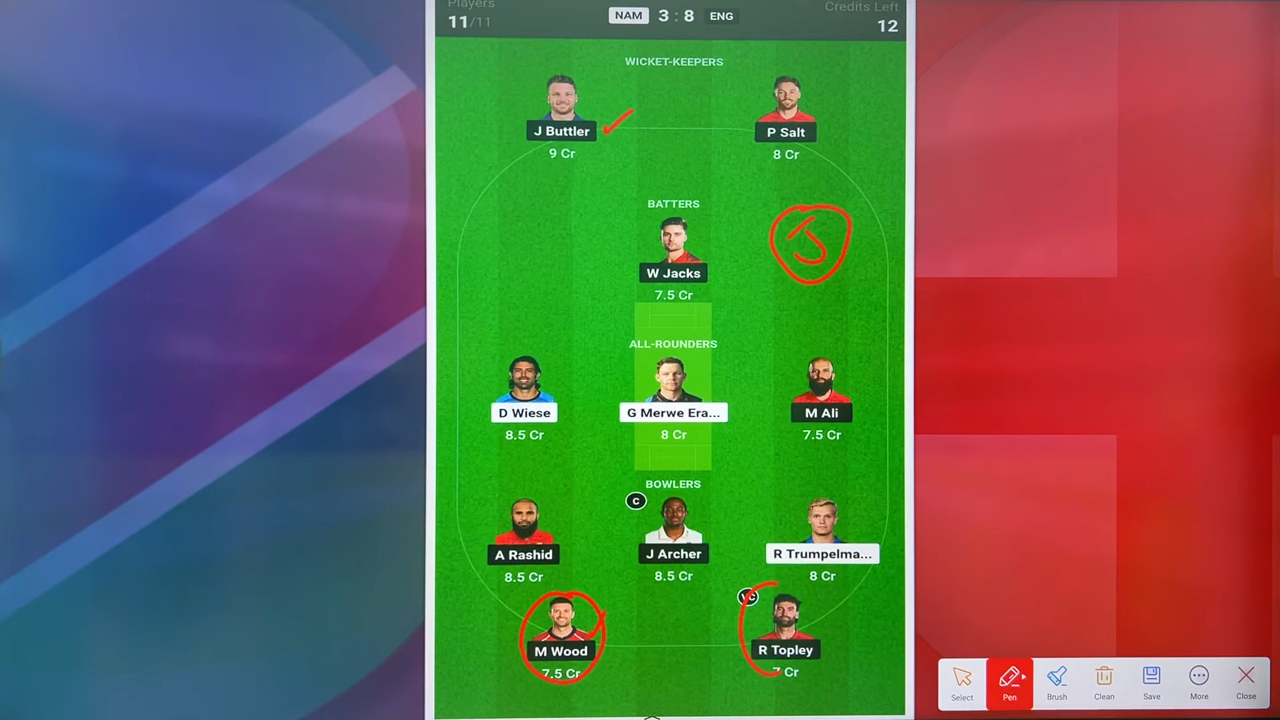 Players
Credits Left
11/11
NAM 3 : 8 ENG
12
WICKET-KEEPERS
J Buttler
P Salt
9 Cr
8 Cr
BATTERS
J
W Jacks
7.5 Cr
ALL-ROUNDERS
D Wiese
G Merwe Era...
M Ali
8.5 Cr
8 Cr
7.5 Cr
BOWLERS
C
A Rashid
J Archer
R Trumpelma...
8.5 Cr
8.5 Cr
8 Cr
VC
M Wood
R Topley
7.5 Cr
7 Cr
Select
Pen
Brush
Clean
Save
More
Close